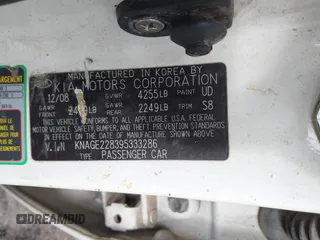 MANUFACTURED IN KOREA BY
KIA MOTORS CORPORATION
12/08 GVWR 4255LB PAINT UD
GAWR FRONT GAWR REAR 2249LB TRIM S8
THIS VEHICLE CONFORMS TO ALL APPLICABLE U.S.A FEDERAL
MOTOR VEHICLE SAFETY, BUMPER, AND THEFT PREVENTION STANDARDS
IN EFFECT ON THE DATE OF MANUFACTURE SHOWN ABOVE
V.I.N KNAGE228395333286
TYPE : PASSENGER CAR
DREAMBID